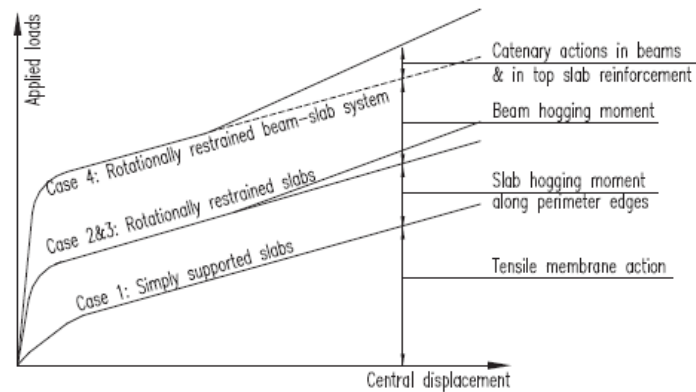 Applied loads
Case 4: Rotationally restrained beam-slab system
Case 2&3: Rotationally restrained slabs
Case 1: Simply supported slabs
Catenary actions in beams
& in top slab reinforcement
Beam hogging moment
Slab hogging moment
along perimeter edges
Tensile membrane action
Central displacement